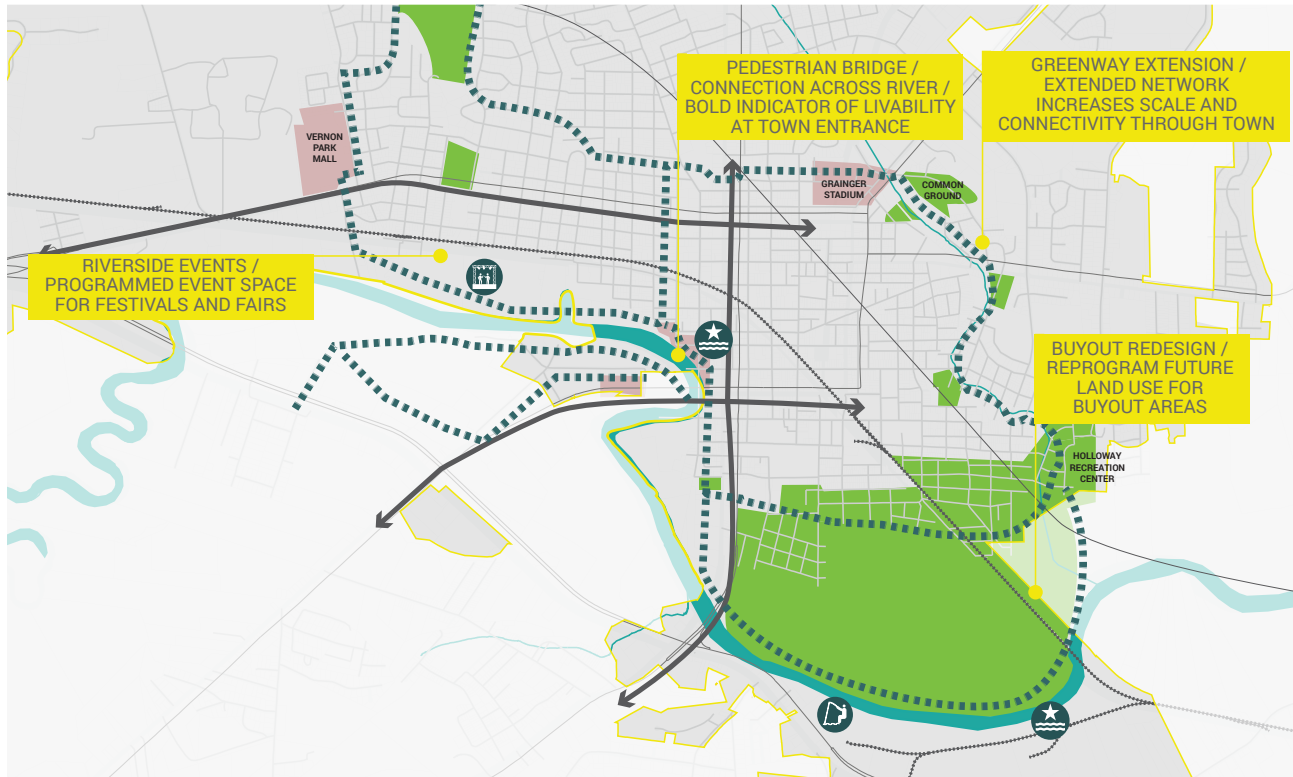 PEDESTRIAN BRIDGE /
CONNECTION ACROSS RIVER /
BOLD INDICATOR OF LIVABILITY
AT TOWN ENTRANCE
GREENWAY EXTENSION /
EXTENDED NETWORK
INCREASES SCALE AND
CONNECTIVITY THROUGH TOWN
VERNON
PARK
MALL
GRAINGER
STADIUM
COMMON
GROUND
RIVERSIDE EVENTS /
PROGRAMMED EVENT SPACE
FOR FESTIVALS AND FAIRS
BUYOUT REDESIGN /
REPROGRAM FUTURE
LAND USE FOR
BUYOUT AREAS
HOLLOWAY
RECREATION
CENTER